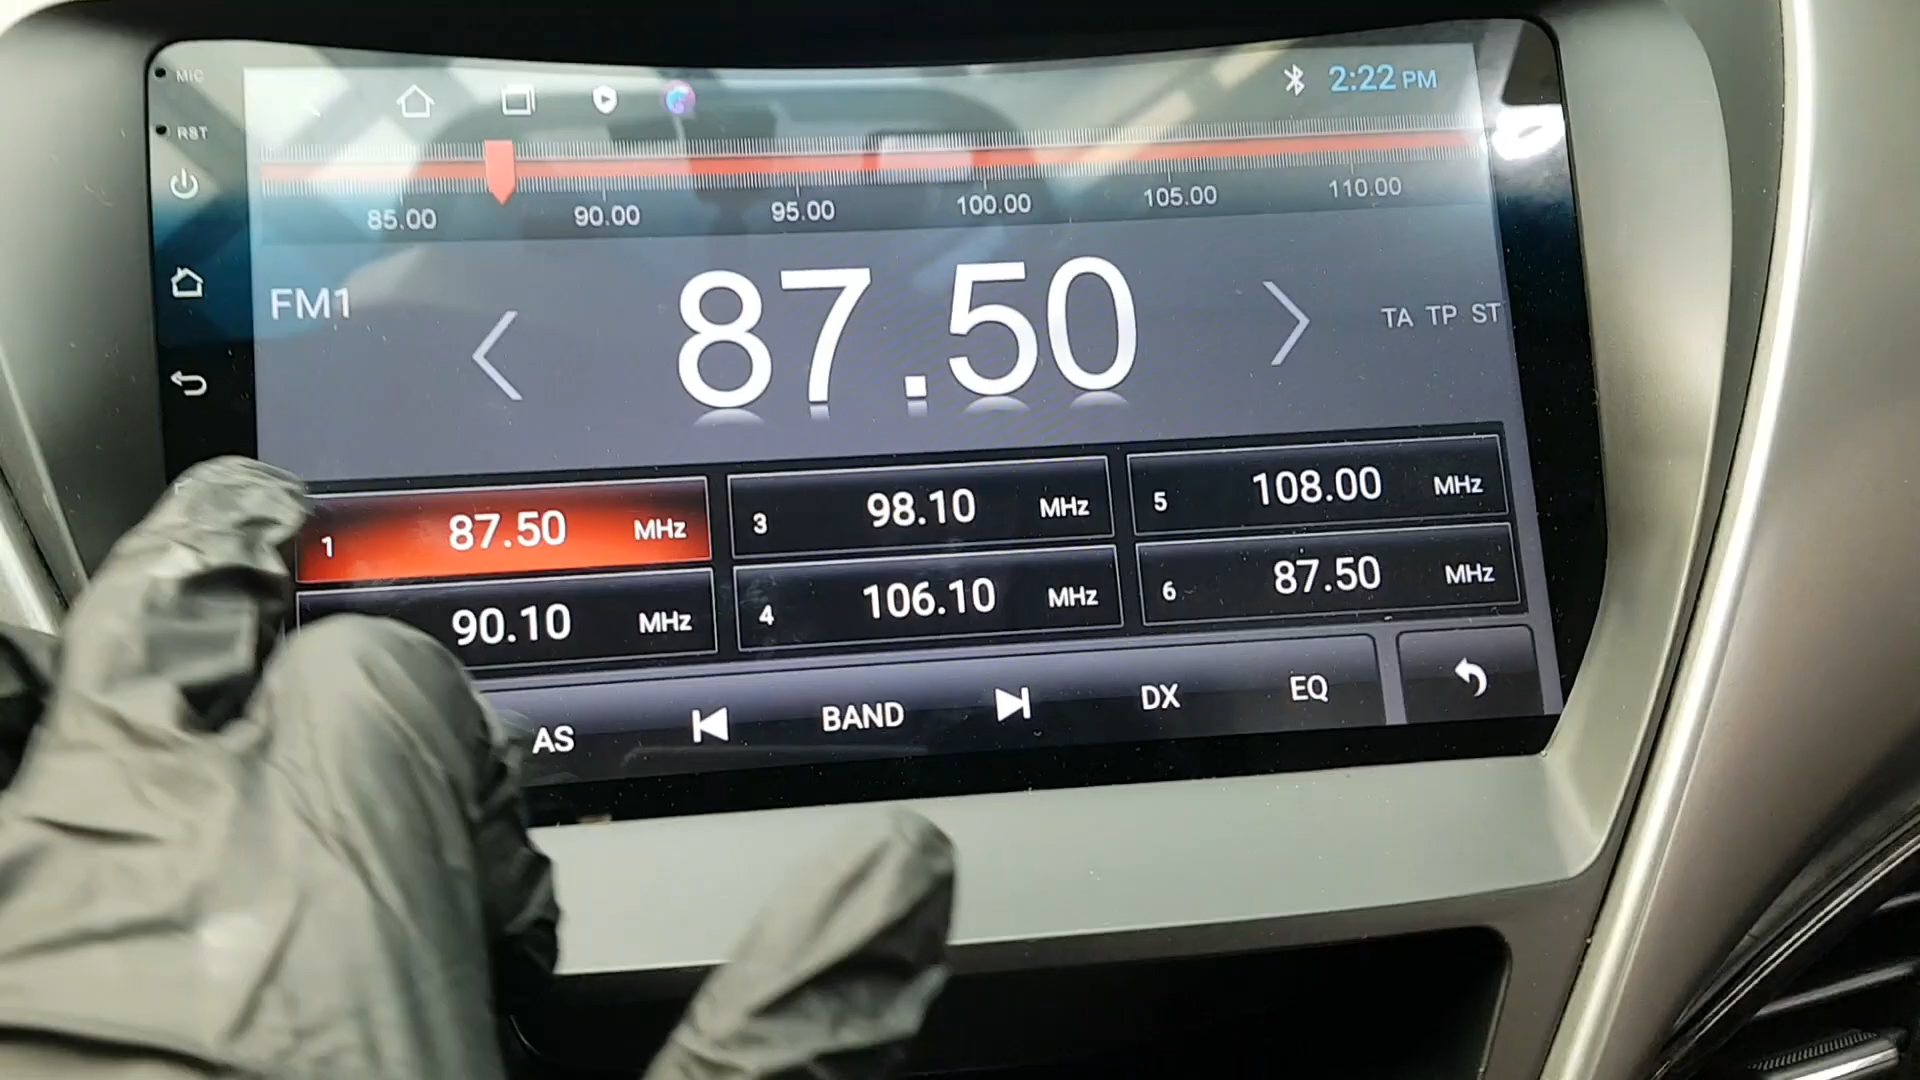 MIC
RST
2:22 PM
85.00 90.00 95.00 100.00 105.00 110.00
FM1
87.50
TA TP ST
1 87.50 MHz
3 98.10 MHz
5 108.00 MHz
90.10 MHz
4 106.10 MHz
6 87.50 MHz
AS BAND DX EQ